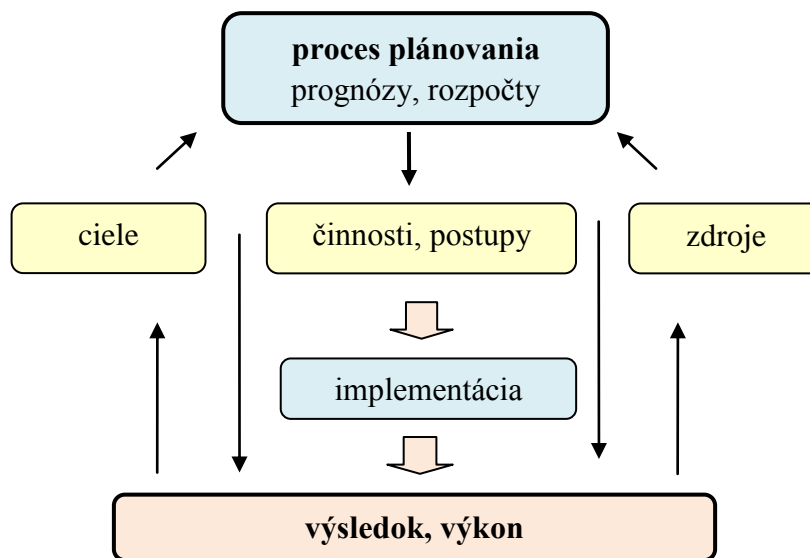 proces plánovania
prognózy, rozpočty
ciele
činnosti, postupy
zdroje
implementácia
výsledok, výkon